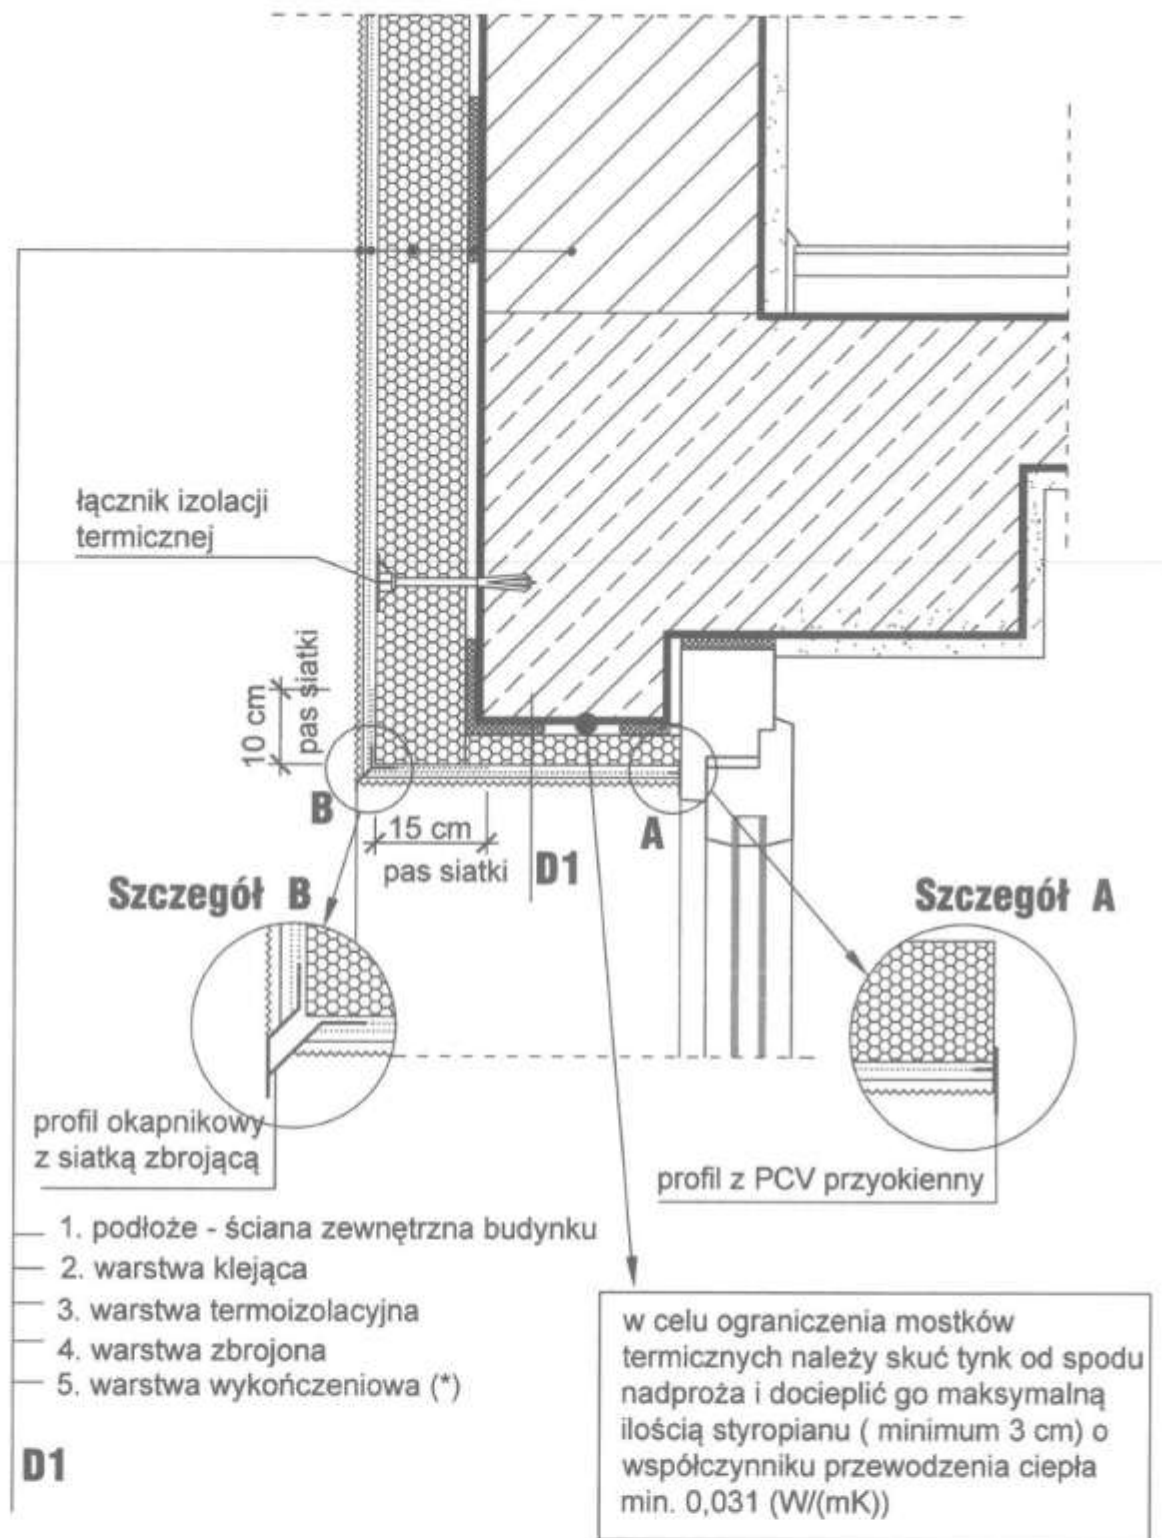 łącznik izolacji
termicznej
10 cm
pas siatki
B
15 cm
pas siatki
D1
A
Szczegół B
Szczegół A
profil okapnikowy
z siatką zbrojącą
profil z PCV przyokienny
1. podłoże - ściana zewnętrzna budynku
2. warstwa klejąca
3. warstwa termoizolacyjna
4. warstwa zbrojona
5. warstwa wykończeniowa (*)
D1
w celu ograniczenia mostków
termicznych należy skuć tynk od spodu
nadproża i docieplić go maksymalną
ilością styropianu ( minimum 3 cm) o
współczynniku przewodzenia ciepła
min. 0,031 (W/(mK))